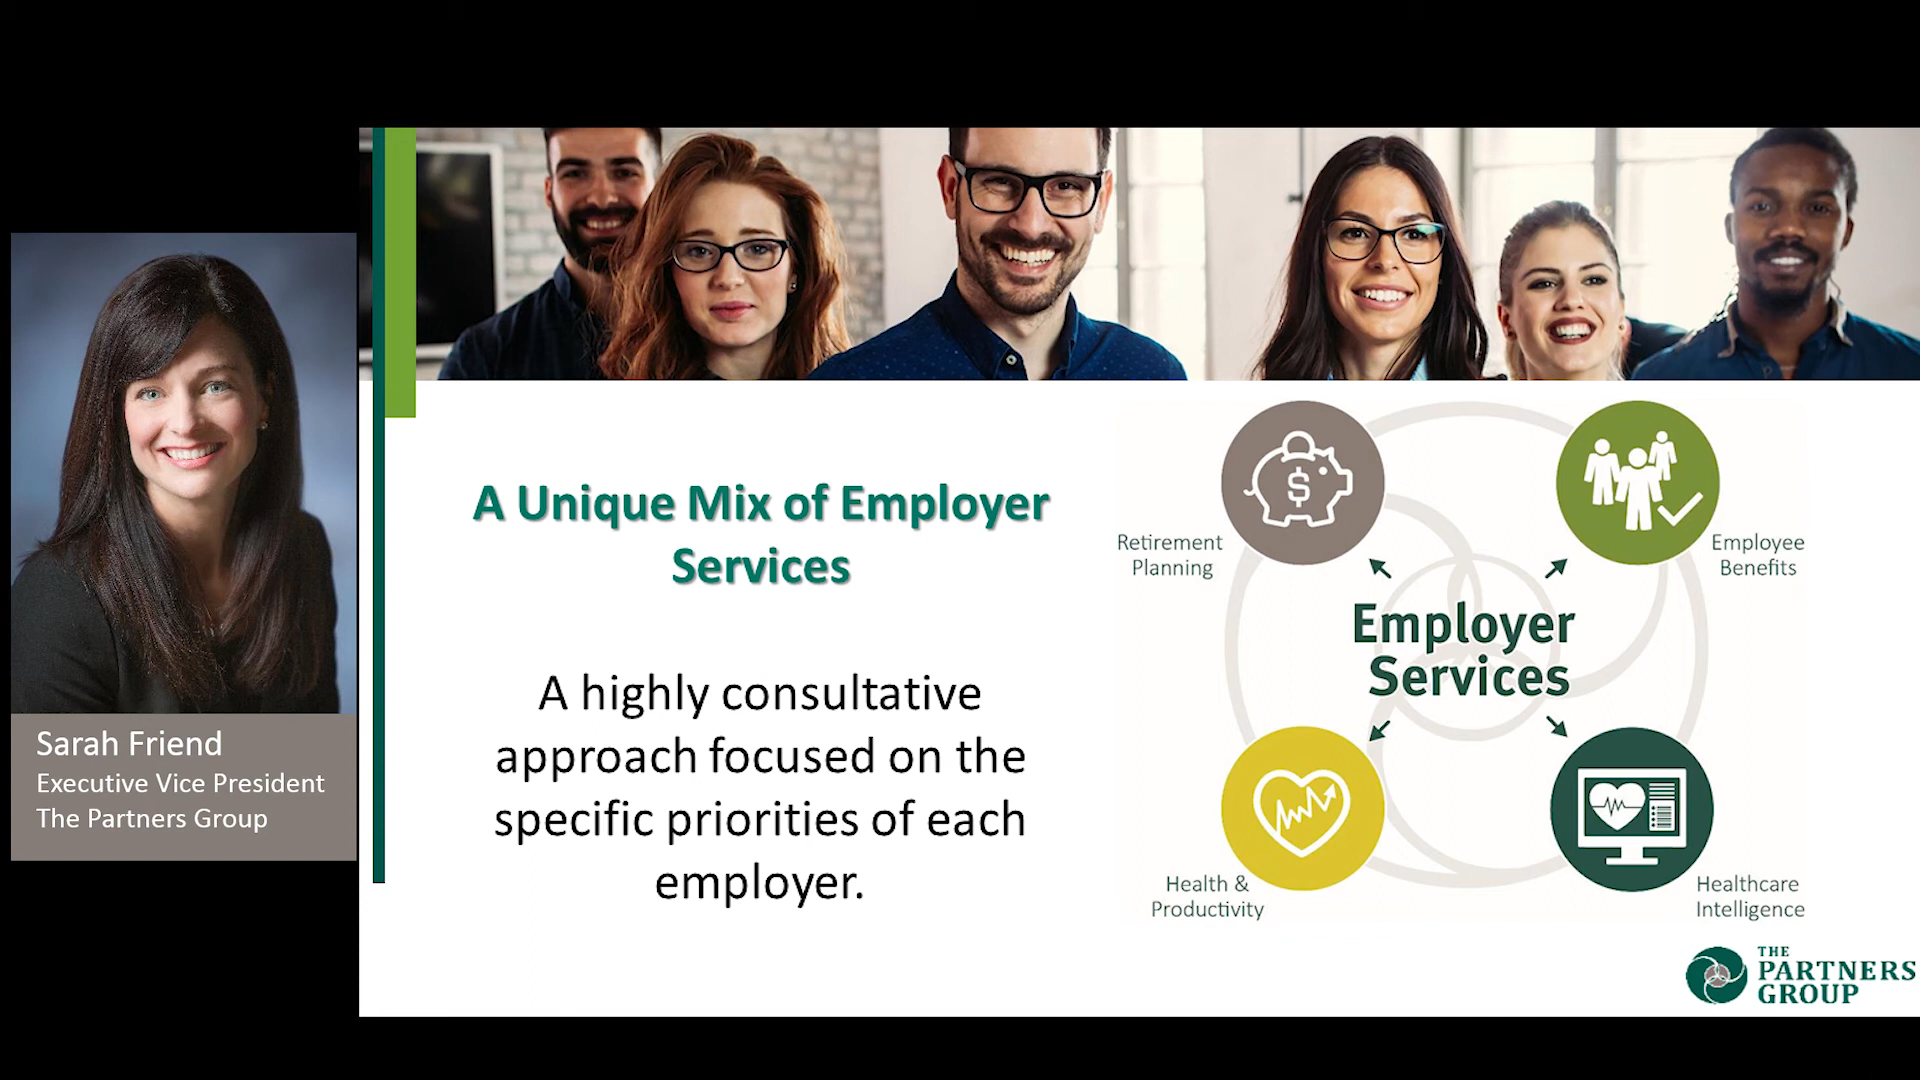 Sarah Friend
Executive Vice President
The Partners Group
A Unique Mix of Employer
Services
A highly consultative
approach focused on the
specific priorities of each
employer.
$
Retirement
Planning
Employee
Benefits
Employer
Services
Health &
Productivity
Healthcare
Intelligence
THE
PARTNERS
GROUP